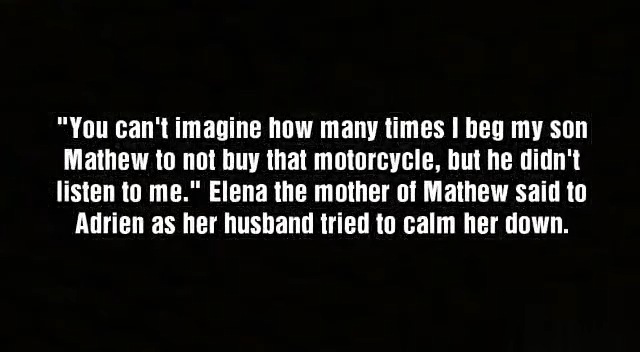 "You can't imagine how many times I beg my son
Mathew to not buy that motorcycle, but he didn't
listen to me." Elena the mother of Mathew said to
Adrien as her husband tried to calm her down.